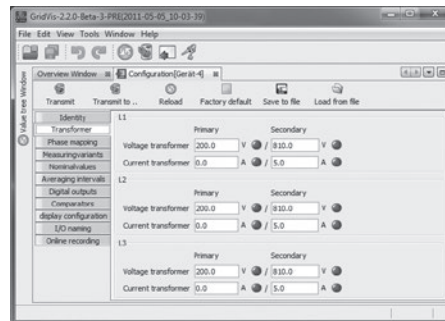 GridVis-2.2.0-Beta-3-PRE(2011-05-05_10-03-39)
File Edit View Tools Window Help
Value tree Window
Overview Window Configuration[Gerät-4]
Transmit Transmit to .. Reload Factory default Save to file Load from file
Identity
Transformer
Phase mapping
Measuringvariants
Nominalvalues
Averaging intervals
Digital outputs
Comparators
display configuration
I/O naming
Online recording
L1
Primary Secondary
Voltage transformer 200.0 V / 810.0 V
Current transformer 0.0 A / 5.0 A
L2
Primary Secondary
Voltage transformer 200.0 V / 810.0 V
Current transformer 0.0 A / 5.0 A
L3
Primary Secondary
Voltage transformer 200.0 V / 810.0 V
Current transformer 0.0 A / 5.0 A